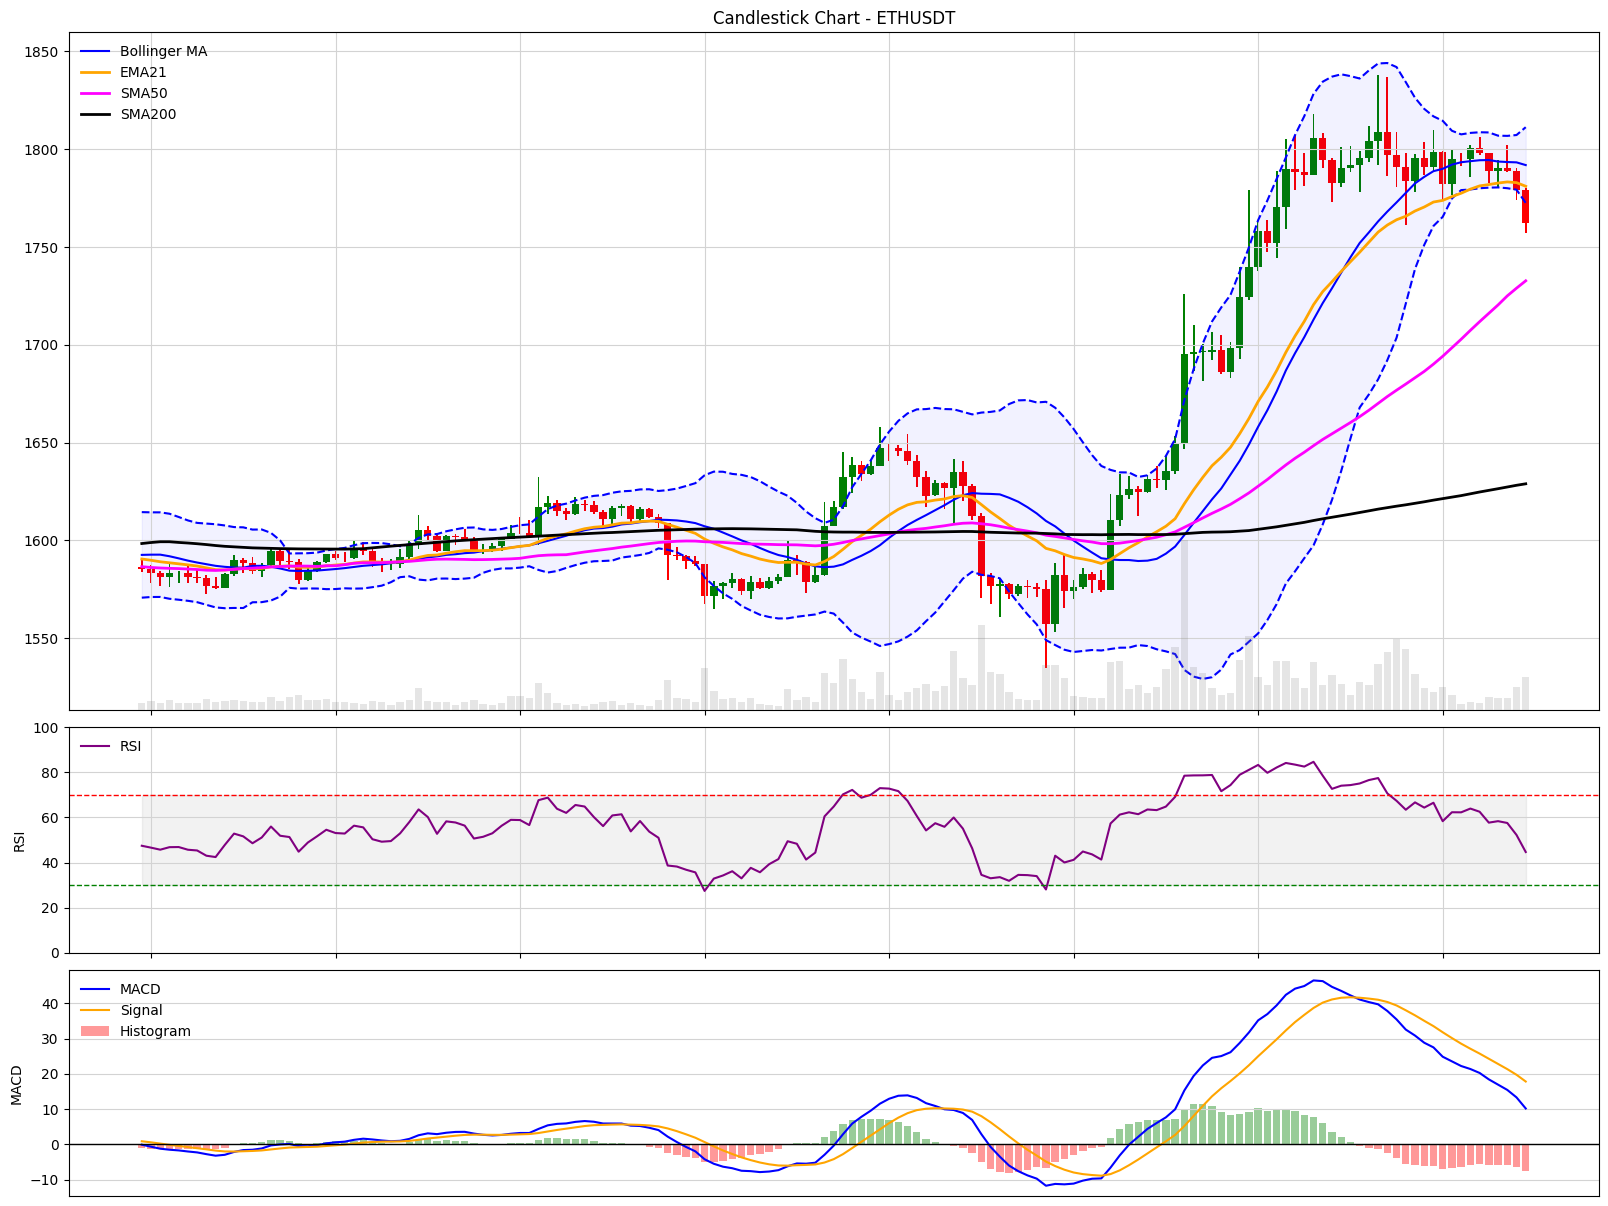 Candlestick Chart - ETHUSDT
Bollinger MA
EMA21
SMA50
SMA200
1850
1800
1750
1700
1650
1600
1550
RSI
100
80
60
40
20
0
RSI
MACD
Signal
Histogram
40
30
20
10
0
−10
MACD